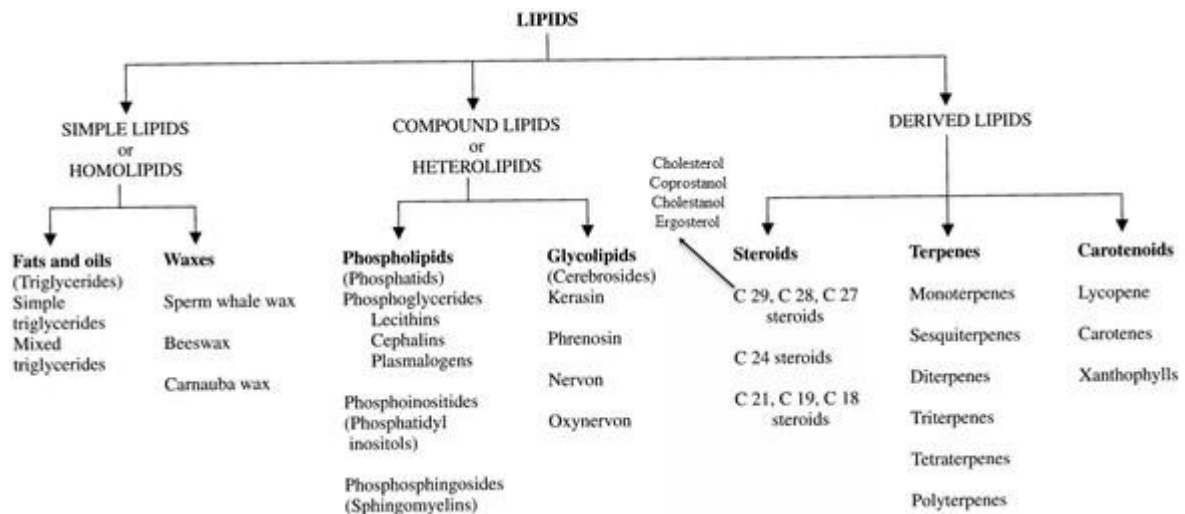 LIPIDS
SIMPLE LIPIDS
or
HOMOLIPIDS
COMPOUND LIPIDS
or
HETEROLIPIDS
DERIVED LIPIDS
Cholesterol
Coprostanol
Cholestanol
Ergosterol
Fats and oils
(Triglycerides)
Simple
triglycerides
Mixed
triglycerides
Waxes
Sperm whale wax
Beeswax
Carnauba wax
Phospholipids
(Phosphatids)
Phosphoglycerides
Lecithins
Cephalins
Plasmalogens
Phosphoinositides
(Phosphatidyl
inositols)
Phosphosphingosides
(Sphingomyelins)
Glycolipids
(Cerebrosides)
Kerasin
Phrenosin
Nervon
Oxynervon
Steroids
C 29, C 28, C 27
steroids
C 24 steroids
C 21, C 19, C 18
steroids
Terpenes
Monoterpenes
Sesquiterpenes
Diterpenes
Triterpenes
Tetraterpenes
Polyterpenes
Carotenoids
Lycopene
Carotenes
Xanthophylls